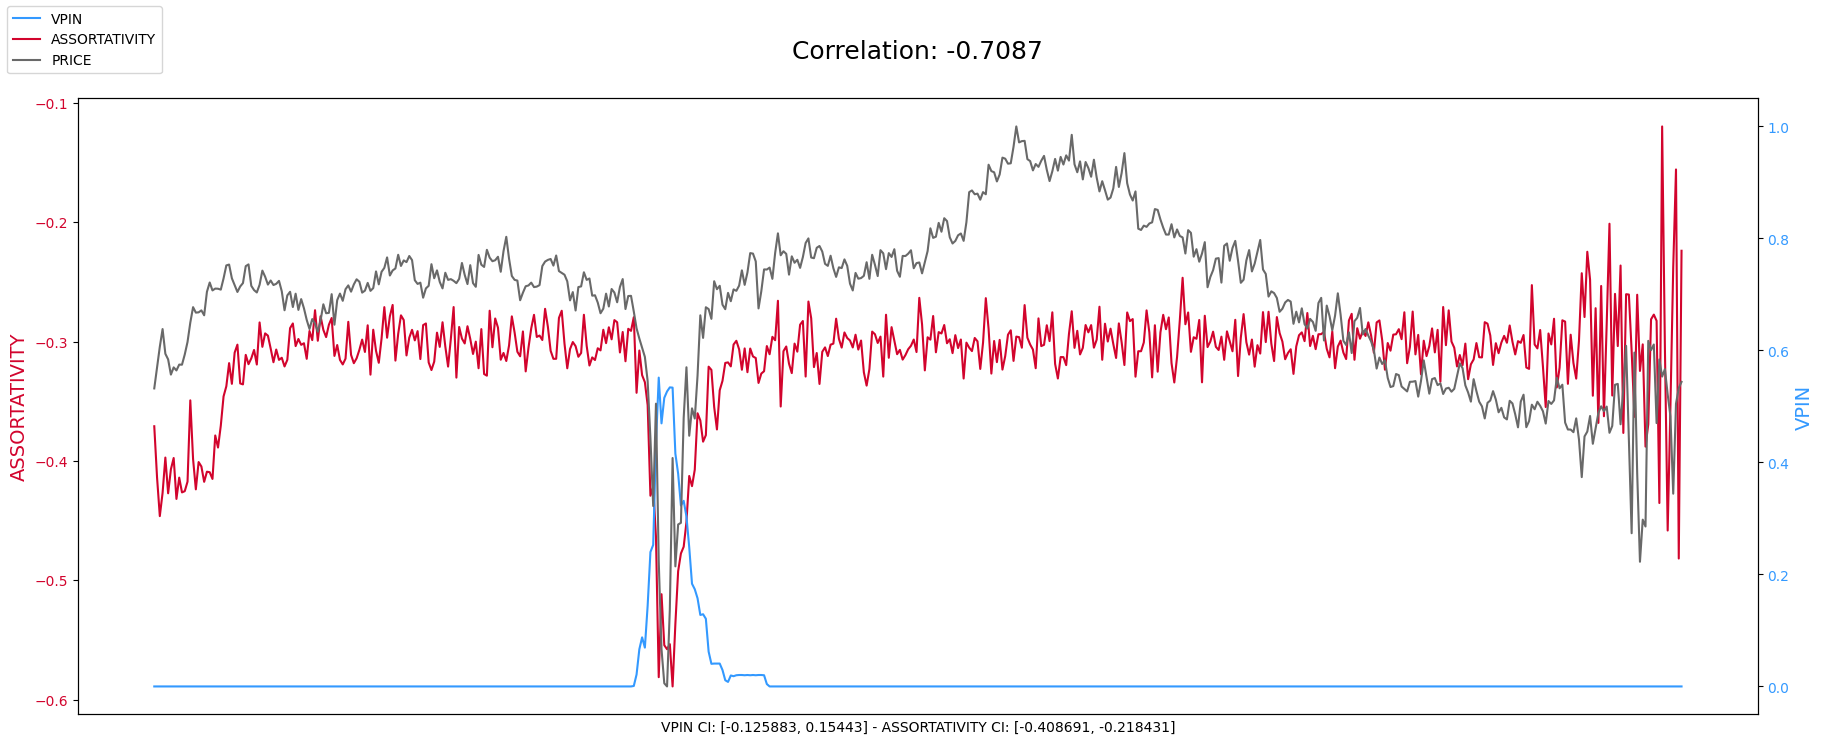 VPIN
ASSORTATIVITY
PRICE
Correlation: -0.7087
ASSORTATIVITY
−0.1
−0.2
−0.3
−0.4
−0.5
−0.6
1.0
0.8
0.6
0.4
0.2
0.0
VPIN
VPIN CI: [-0.125883, 0.15443] - ASSORTATIVITY CI: [-0.408691, -0.218431]